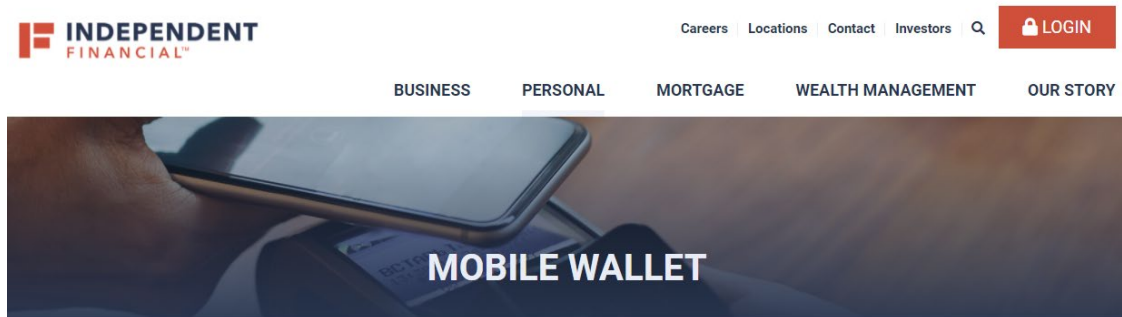 INDEPENDENT
FINANCIAL™
Careers Locations Contact Investors LOGIN
BUSINESS PERSONAL MORTGAGE WEALTH MANAGEMENT OUR STORY
MOBILE WALLET